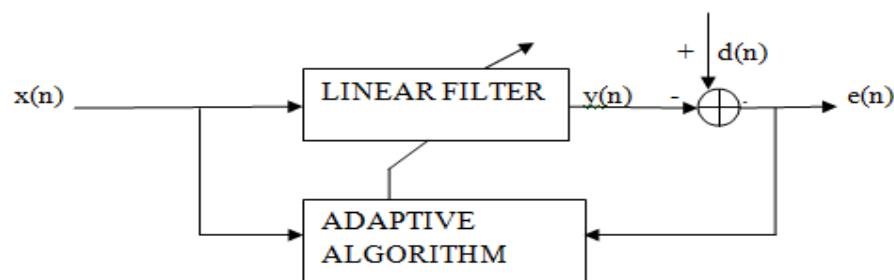 + d(n)
x(n) LINEAR FILTER y(n) - - e(n)
ADAPTIVE
ALGORITHM